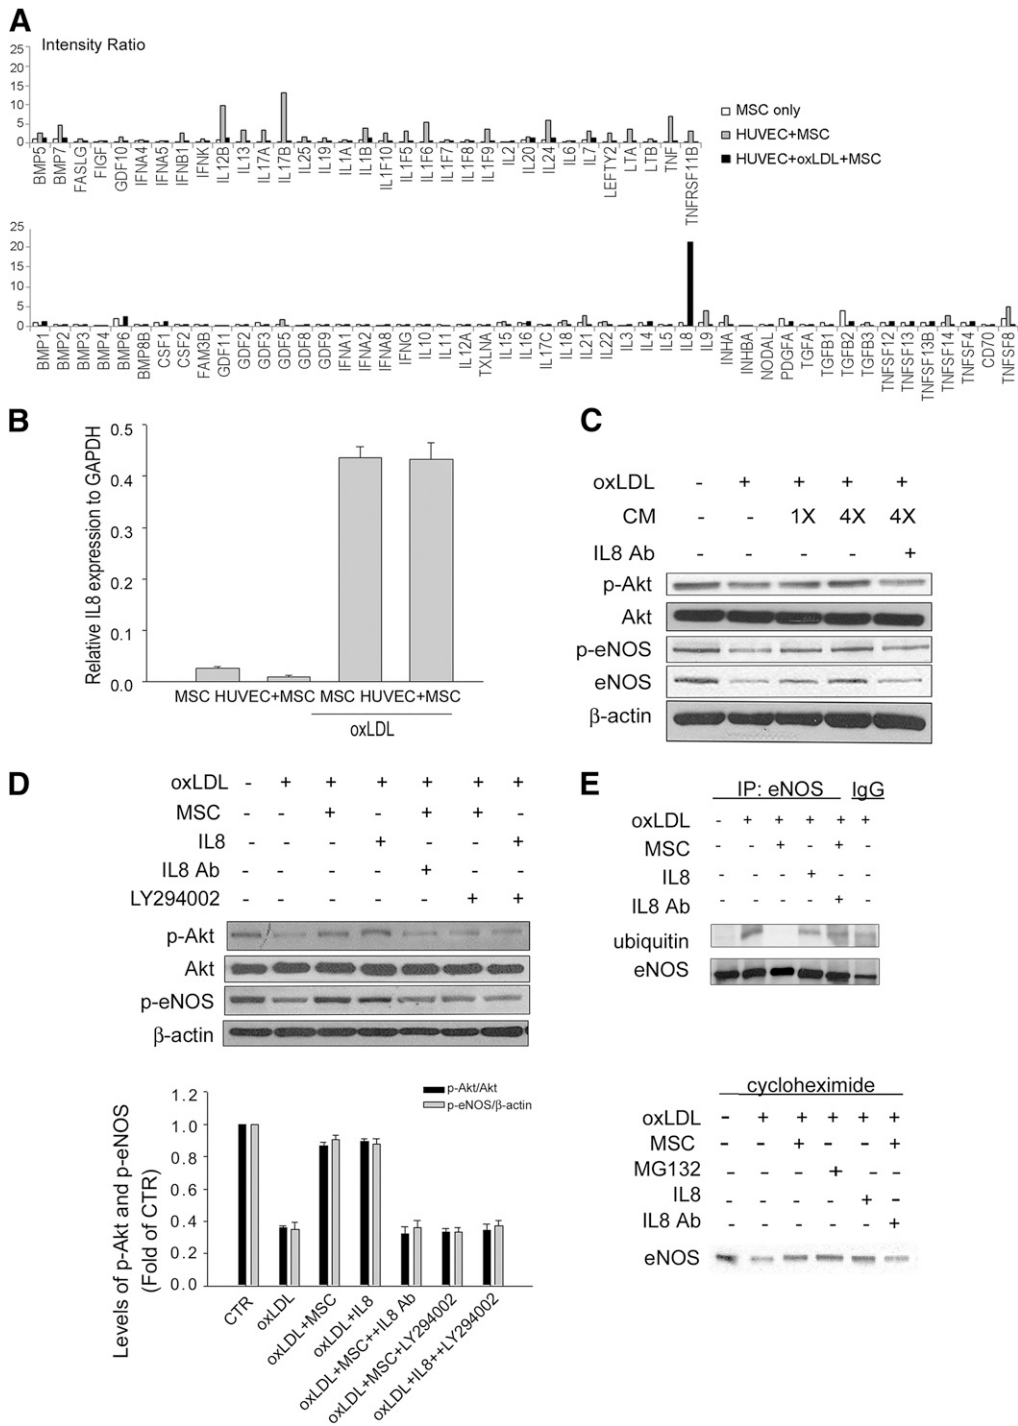 A
Intensity Ratio
25
20
15
10
5
0
MSC only
HUVEC+MSC
HUVEC+oxLDL+MSC
BMP5 BMP7 FASLG FIGF GDF10 IFNA4 IFNA5 IFNB1 IFNK IL12B IL13 IL17A IL17B IL25 IL19 IL1A IL1B IL1F10 IL1F5 IL1F6 IL1F7 IL1F8 IL1F9 IL2 IL20 IL24 IL6 IL7 LEFTY2 LTA LTB TNF TNFRSF11B
25
20
15
10
5
0
BMP1 BMP2 BMP3 BMP4 BMP6 BMP8B CSF1 CSF2 FAM3B GDF11 GDF2 GDF3 GDF5 GDF8 GDF9 IFNA1 IFNA2 IFNA8 IFNG IL10 IL11 IL12A TXLNA IL15 IL16 IL17C IL18 IL21 IL22 IL3 IL4 IL5 IL8 IL9 INHA INHBA NODAL PDGFA TGFA TGFB1 TGFB2 TGFB3 TNFSF12 TNFSF13 TNFSF13B TNFSF14 TNFSF4 CD70 TNFSF8
B
Relative IL8 expression to GAPDH
0.5
0.4
0.3
0.2
0.1
0.0
MSC HUVEC+MSC MSC HUVEC+MSC
oxLDL
C
oxLDL - + + + +
CM - - 1X 4X 4X
IL8 Ab - - - - +
p-Akt
Akt
p-eNOS
eNOS
β-actin
D
oxLDL - + + + + + +
MSC - - + - + + -
IL8 - - - + - - +
IL8 Ab - - - - + - -
LY294002 - - - - - + +
p-Akt
Akt
p-eNOS
β-actin
Levels of p-Akt and p-eNOS
(Fold of CTR)
1.2
1.0
0.8
0.6
0.4
0.2
0.0
p-Akt/Akt
p-eNOS/β-actin
CTR
oxLDL
oxLDL+MSC
oxLDL+IL8
oxLDL+MSC++IL8 Ab
oxLDL+MSC+LY294002
oxLDL+IL8++LY294002
E
IP: eNOS IgG
oxLDL - + + + + +
MSC - - + - + -
IL8 - - - + - -
IL8 Ab - - - - + -
ubiquitin
eNOS
cycloheximide
oxLDL - + + + + +
MSC - - + - - +
MG132 - - - + - -
IL8 - - - - + -
IL8 Ab - - - - - +
eNOS